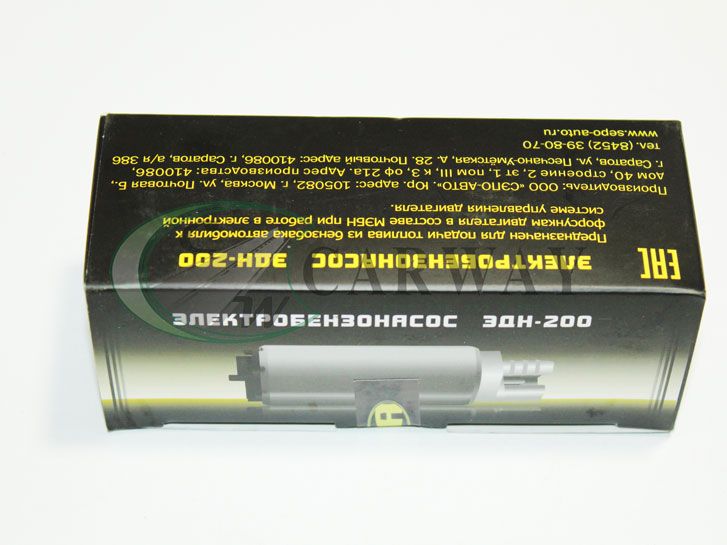 ЭЛЕКТРОБЕНЗОНАСОС ЭДН-200
Предназначен для подачи топлива из бензобака автомобиля к
форсункам двигателя в составе МЭБН при работе в электронной
системе управления двигателя.
Производитель: ООО «СЭПО-АВТО». Юр. адрес: 105082, г. Москва, ул. Почтовая Б.,
дом 40, строение 2, эт 1, пом III, к 3, оф 21а. Адрес производства: 410086,
г. Саратов, ул. Песчано-Умётская, д. 28. Почтовый адрес: 410086, г. Саратов, а/я 386
тел. (8452) 39-80-70
www.sepo-auto.ru
EAC
CARWAY
ЭЛЕКТРОБЕНЗОНАСОС ЭДН-200